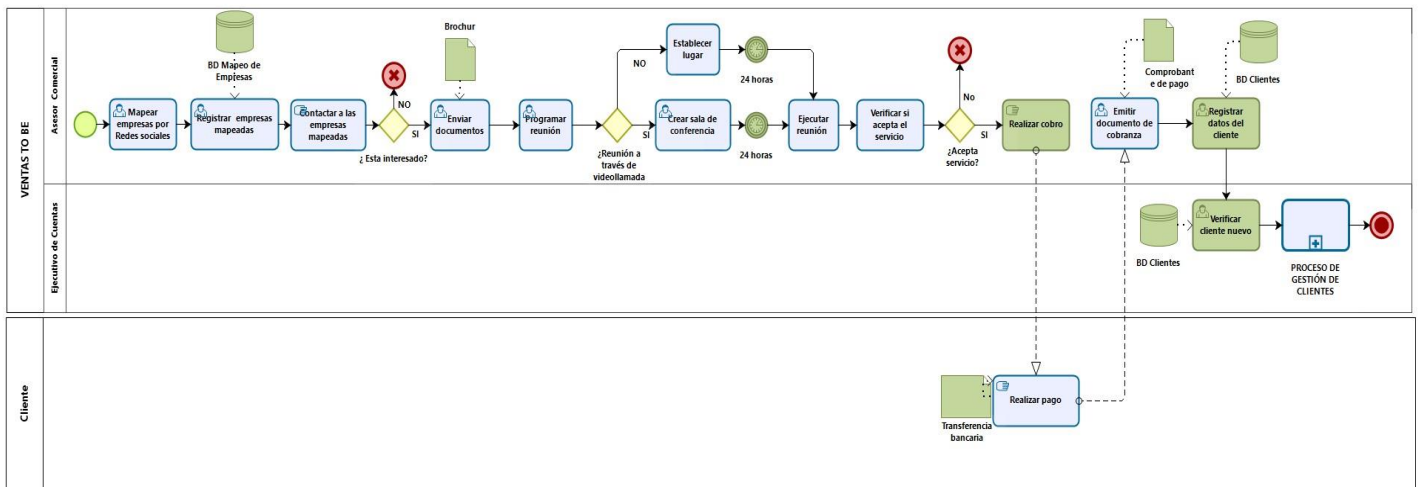 VENTAS TO BE
Asesor Comercial
BD Mapeo de
Empresas
Mapear
empresas por
Redes sociales
Registrar empresas
mapeadas
Contactar a las
empresas
mapeadas
NO
SI
¿ Esta interesado?
Brochur
Enviar
documentos
Programar
reunión
NO
SI
¿Reunión a
través de
videollamada
Establecer
lugar
24 horas
Crear sala de
conferencia
24 horas
Ejecutar
reunión
Verificar si
acepta el
servicio
No
SI
¿Acepta
servicio?
Realizar cobro
Comprobant
e de pago
Emitir
documento de
cobranza
BD Clientes
Registrar
datos del
cliente
Ejecutivo de Cuentas
BD Clientes
Verificar
cliente nuevo
PROCESO DE
GESTIÓN DE
CLIENTES
Cliente
Transferencia
bancaria
Realizar pago